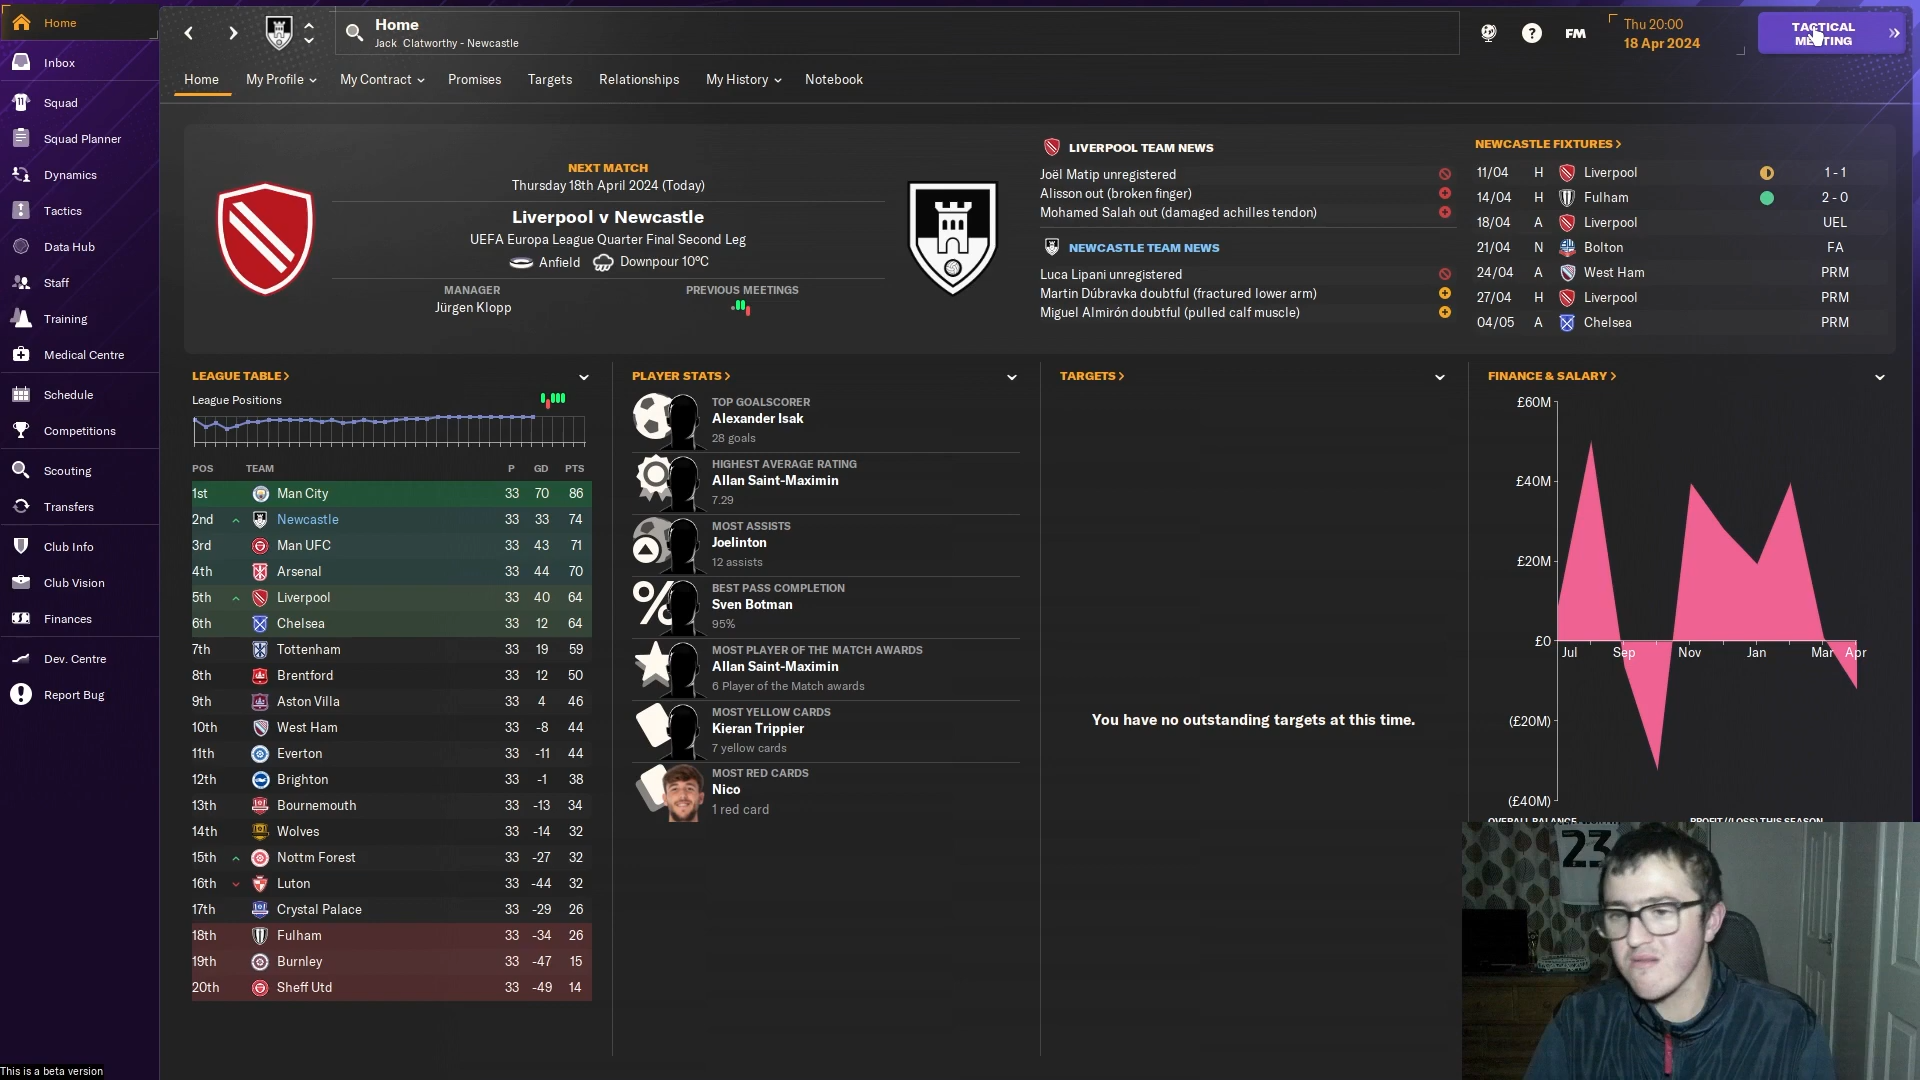 Home
Inbox
Squad
Squad Planner
Dynamics
Tactics
Data Hub
Staff
Training
Medical Centre
Schedule
Competitions
Scouting
Transfers
Club Info
Club Vision
Finances
Dev. Centre
Report Bug
This is a beta version
Home
Jack Clatworthy - Newcastle
FM
Thu 20:00
18 Apr 2024
TACTICAL
MEETING
Home My Profile My Contract Promises Targets Relationships My History Notebook
NEXT MATCH
Thursday 18th April 2024 (Today)
Liverpool v Newcastle
UEFA Europa League Quarter Final Second Leg
Anfield Downpour 10ºC
MANAGER
Jürgen Klopp
PREVIOUS MEETINGS
LIVERPOOL TEAM NEWS
Joël Matip unregistered
Alisson out (broken finger)
Mohamed Salah out (damaged achilles tendon)
NEWCASTLE TEAM NEWS
Luca Lipani unregistered
Martin Dúbravka doubtful (fractured lower arm)
Miguel Almirón doubtful (pulled calf muscle)
NEWCASTLE FIXTURES >
11/04 H Liverpool 1 - 1
14/04 H Fulham 2 - 0
18/04 A Liverpool UEL
21/04 N Bolton FA
24/04 A West Ham PRM
27/04 H Liverpool PRM
04/05 A Chelsea PRM
LEAGUE TABLE >
League Positions
POS TEAM P GD PTS
1st Man City 33 70 86
2nd Newcastle 33 33 74
3rd Man UFC 33 43 71
4th Arsenal 33 44 70
5th Liverpool 33 40 64
6th Chelsea 33 12 64
7th Tottenham 33 19 59
8th Brentford 33 12 50
9th Aston Villa 33 4 46
10th West Ham 33 -8 44
11th Everton 33 -11 44
12th Brighton 33 -1 38
13th Bournemouth 33 -13 34
14th Wolves 33 -14 32
15th Nottm Forest 33 -27 32
16th Luton 33 -44 32
17th Crystal Palace 33 -29 26
18th Fulham 33 -34 26
19th Burnley 33 -47 15
20th Sheff Utd 33 -49 14
PLAYER STATS >
TOP GOALSCORER
Alexander Isak
28 goals
HIGHEST AVERAGE RATING
Allan Saint-Maximin
7.29
MOST ASSISTS
Joelinton
12 assists
BEST PASS COMPLETION
Sven Botman
95%
MOST PLAYER OF THE MATCH AWARDS
Allan Saint-Maximin
6 Player of the Match awards
MOST YELLOW CARDS
Kieran Trippier
7 yellow cards
MOST RED CARDS
Nico
1 red card
TARGETS >
You have no outstanding targets at this time.
FINANCE & SALARY >
£60M
£40M
£20M
£0
(£20M)
(£40M)
Jul Sep Nov Jan Mar Apr
OVERALL BALANCE PROFIT/(LOSS) THIS SEASON
23